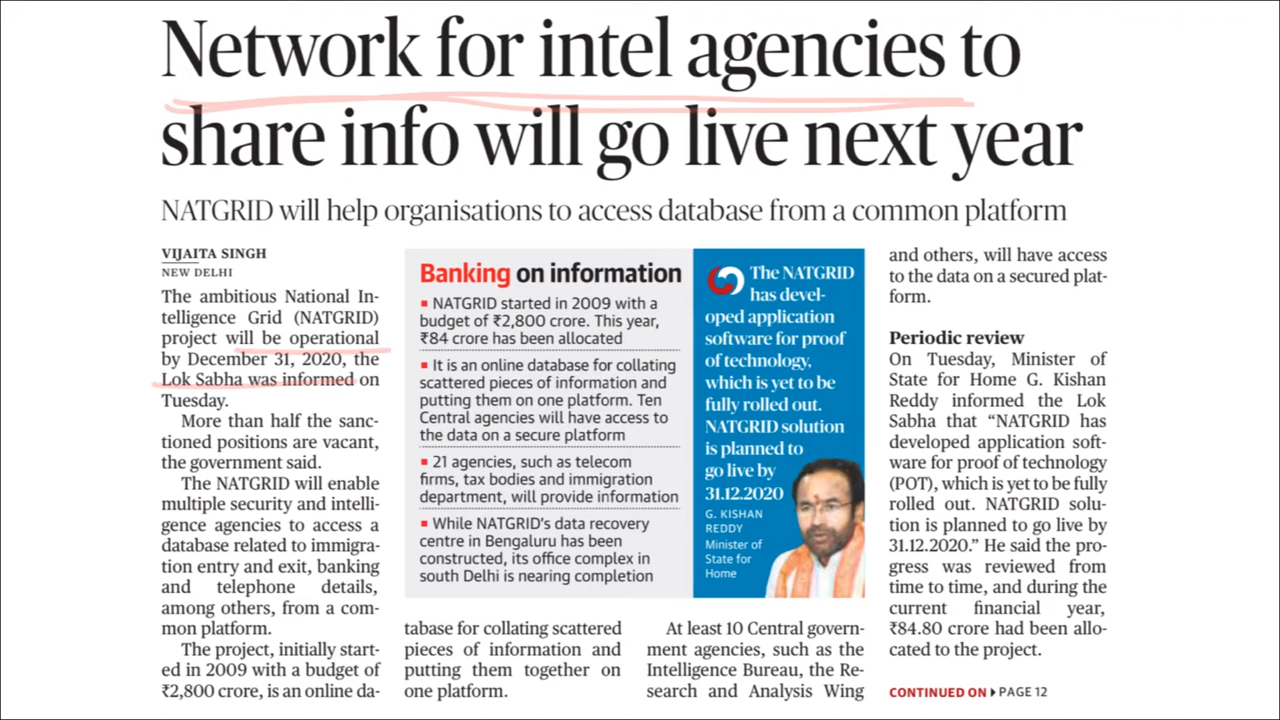 Network for intel agencies to
share info will go live next year
NATGRID will help organisations to access database from a common platform
VIJAITA SINGH
NEW DELHI
The ambitious National In-
telligence Grid (NATGRID)
project will be operational
by December 31, 2020, the
Lok Sabha was informed on
Tuesday.
More than half the sanc-
tioned positions are vacant,
the government said.
The NATGRID will enable
multiple security and intelli-
gence agencies to access a
database related to immigra-
tion entry and exit, banking
and telephone details,
among others, from a com-
mon platform.
The project, initially start-
ed in 2009 with a budget of
₹2,800 crore, is an online da-
Banking on information
▪ NATGRID started in 2009 with a
budget of ₹2,800 crore. This year,
₹84 crore has been allocated
▪ It is an online database for collating
scattered pieces of information and
putting them on one platform. Ten
Central agencies will have access to
the data on a secure platform
▪ 21 agencies, such as telecom
firms, tax bodies and immigration
department, will provide information
▪ While NATGRID's data recovery
centre in Bengaluru has been
constructed, its office complex in
south Delhi is nearing completion
The NATGRID
has devel-
oped application
software for proof
of technology,
which is yet to be
fully rolled out.
NATGRID solution
is planned to
go live by
31.12.2020
G. KISHAN
REDDY
Minister of
State for
Home
tabase for collating scattered
pieces of information and
putting them together on
one platform.
At least 10 Central govern-
ment agencies, such as the
Intelligence Bureau, the Re-
search and Analysis Wing
and others, will have access
to the data on a secured plat-
form.
Periodic review
On Tuesday, Minister of
State for Home G. Kishan
Reddy informed the Lok
Sabha that “NATGRID has
developed application soft-
ware for proof of technology
(POT), which is yet to be fully
rolled out. NATGRID solu-
tion is planned to go live by
31.12.2020.” He said the pro-
gress was reviewed from
time to time, and during the
current financial year,
₹84.80 crore had been allo-
cated to the project.
CONTINUED ON ▸ PAGE 12